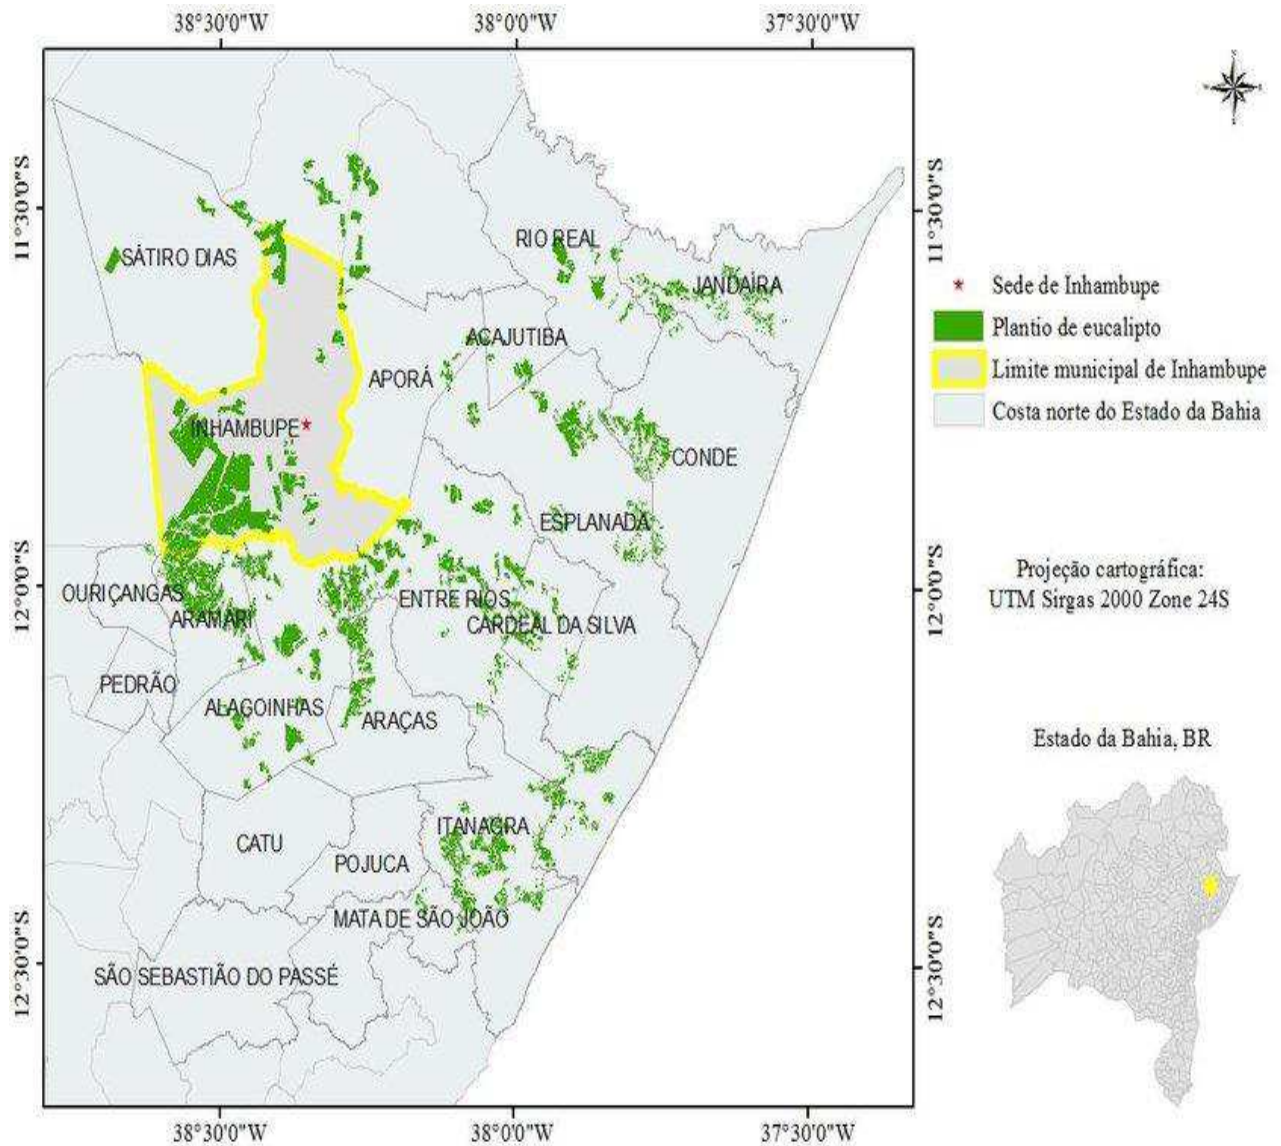 38°30'0"W
38°0'0"W
37°30'0"W
11°30'0"S
11°30'0"S
SÁTIRO DIAS
RIO REAL
JANDAÍRA
Sede de Inhambupe
Plantio de eucalipto
ACAJUTIBA
APORÁ
Limite municipal de Inhambupe
INHAMBUPE
Costa norte do Estado da Bahia
CONDE
ESPLANADA
12°0'0"S
12°0'0"S
Projeção cartográfica:
UTM Sirgas 2000 Zone 24S
OURIÇANGAS
ARAMARI
ENTRE RIOS
CARDEAL DA SILVA
PEDRÃO
ALAGOINHAS
ARAÇAS
Estado da Bahia, BR
ITANAGRA
CATU
POJUCA
MATA DE SÃO JOÃO
SÃO SEBASTIÃO DO PASSÉ
12°30'0"S
12°30'0"S
38°30'0"W
38°0'0"W
37°30'0"W